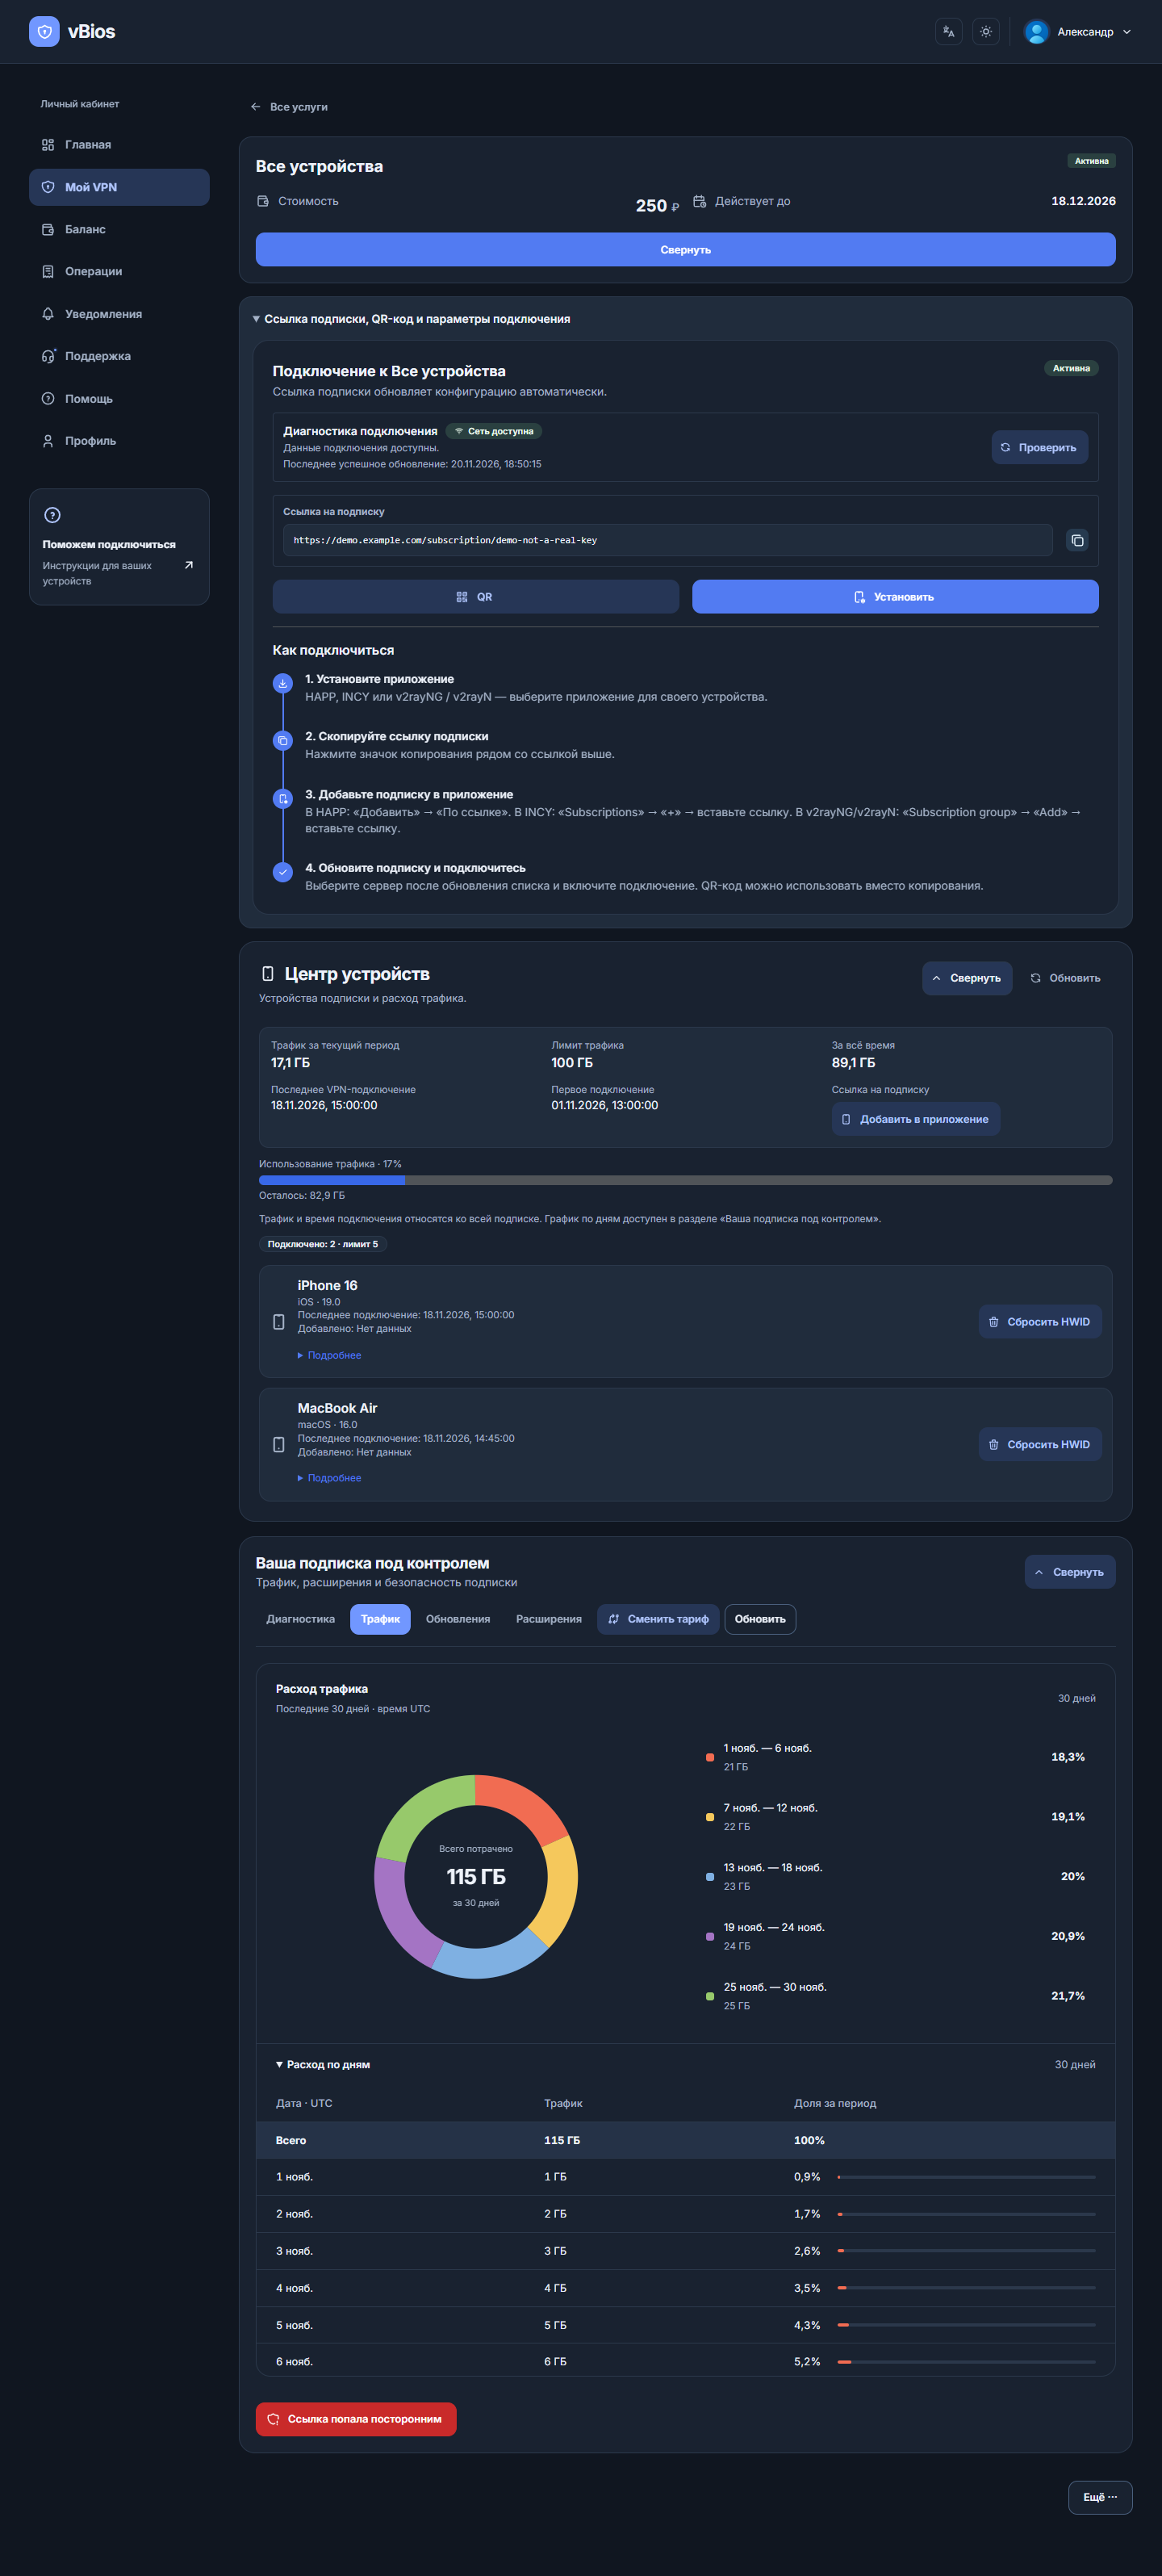 vBios
Александр
Личный кабинет
Главная
Мой VPN
Баланс
Операции
Уведомления
Поддержка
Помощь
Профиль
Поможем подключиться
Инструкции для ваших
устройств
Все услуги
Все устройства
Активна
Стоимость
250 ₽
Действует до
18.12.2026
Свернуть
Ссылка подписки, QR-код и параметры подключения
Подключение к Все устройства
Активна
Ссылка подписки обновляет конфигурацию автоматически.
Диагностика подключения
Сеть доступна
Данные подключения доступны.
Последнее успешное обновление: 20.11.2026, 18:50:15
Проверить
Ссылка на подписку
https://demo.example.com/subscription/demo-not-a-real-key
QR
Установить
Как подключиться
1. Установите приложение
HAPP, INCY или v2rayNG / v2rayN — выберите приложение для своего устройства.
2. Скопируйте ссылку подписки
Нажмите значок копирования рядом со ссылкой выше.
3. Добавьте подписку в приложение
В HAPP: «Добавить» → «По ссылке». В INCY: «Subscriptions» → «+» → вставьте ссылку. В v2rayNG/v2rayN: «Subscription group» → «Add» →
вставьте ссылку.
4. Обновите подписку и подключитесь
Выберите сервер после обновления списка и включите подключение. QR-код можно использовать вместо копирования.
Центр устройств
Устройства подписки и расход трафика.
Свернуть
Обновить
Трафик за текущий период
17,1 ГБ
Лимит трафика
100 ГБ
За всё время
89,1 ГБ
Последнее VPN-подключение
18.11.2026, 15:00:00
Первое подключение
01.11.2026, 13:00:00
Ссылка на подписку
Добавить в приложение
Использование трафика · 17%
Осталось: 82,9 ГБ
Трафик и время подключения относятся ко всей подписке. График по дням доступен в разделе «Ваша подписка под контролем».
Подключено: 2 · лимит 5
iPhone 16
iOS · 19.0
Последнее подключение: 18.11.2026, 15:00:00
Добавлено: Нет данных
Подробнее
Сбросить HWID
MacBook Air
macOS · 16.0
Последнее подключение: 18.11.2026, 14:45:00
Добавлено: Нет данных
Подробнее
Сбросить HWID
Ваша подписка под контролем
Трафик, расширения и безопасность подписки
Свернуть
Диагностика
Трафик
Обновления
Расширения
Сменить тариф
Обновить
Расход трафика
Последние 30 дней · время UTC
30 дней
Всего потрачено
115 ГБ
за 30 дней
1 нояб. — 6 нояб.
21 ГБ
18,3%
7 нояб. — 12 нояб.
22 ГБ
19,1%
13 нояб. — 18 нояб.
23 ГБ
20%
19 нояб. — 24 нояб.
24 ГБ
20,9%
25 нояб. — 30 нояб.
25 ГБ
21,7%
Расход по дням
30 дней
Дата · UTC Трафик Доля за период
Всего 115 ГБ 100%
1 нояб. 1 ГБ 0,9%
2 нояб. 2 ГБ 1,7%
3 нояб. 3 ГБ 2,6%
4 нояб. 4 ГБ 3,5%
5 нояб. 5 ГБ 4,3%
6 нояб. 6 ГБ 5,2%
Ссылка попала посторонним
Ещё ···